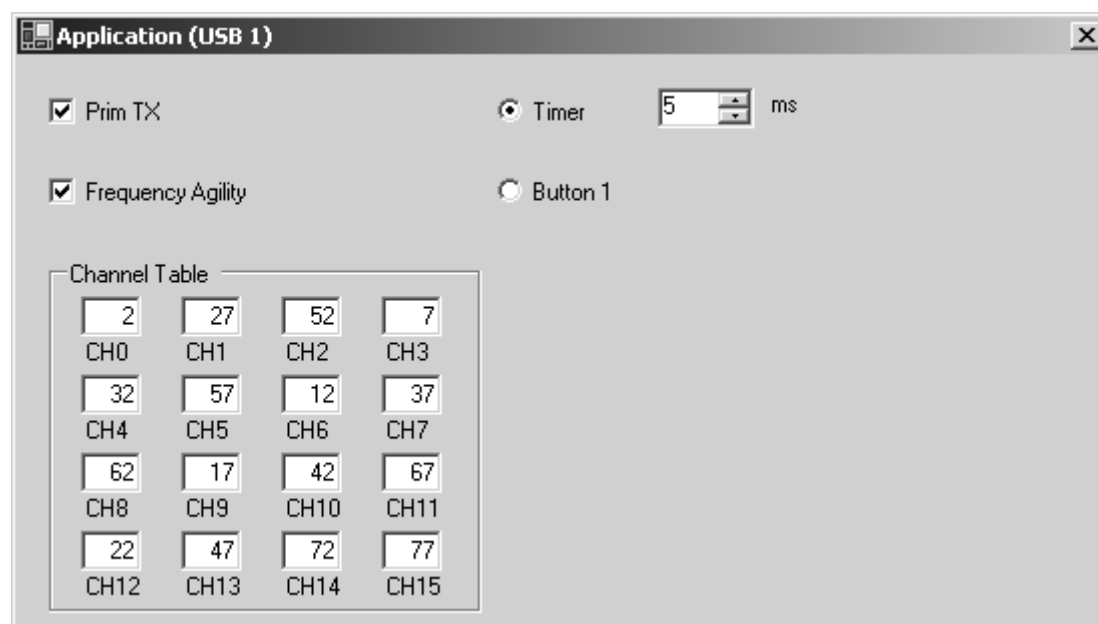 Application (USB 1)
Prim TX
Timer 5 ms
Frequency Agility
Button 1
Channel Table
2 27 52 7
CH0 CH1 CH2 CH3
32 57 12 37
CH4 CH5 CH6 CH7
62 17 42 67
CH8 CH9 CH10 CH11
22 47 72 77
CH12 CH13 CH14 CH15